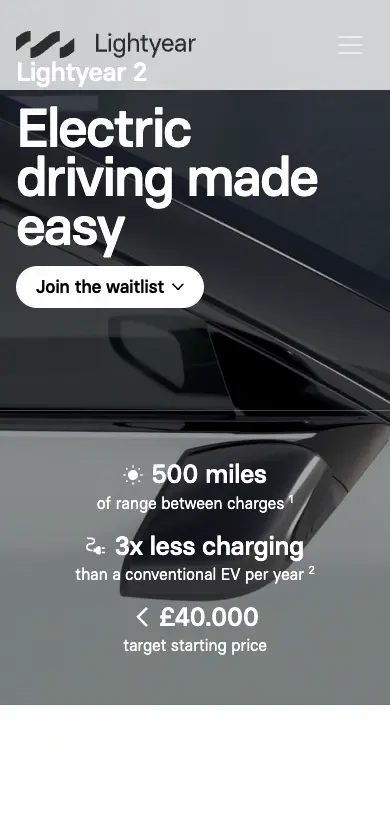 Lightyear
Lightyear 2
Electric
driving made
easy
Join the waitlist
500 miles
of range between charges 1
3x less charging
than a conventional EV per year 2
< £40.000
target starting price